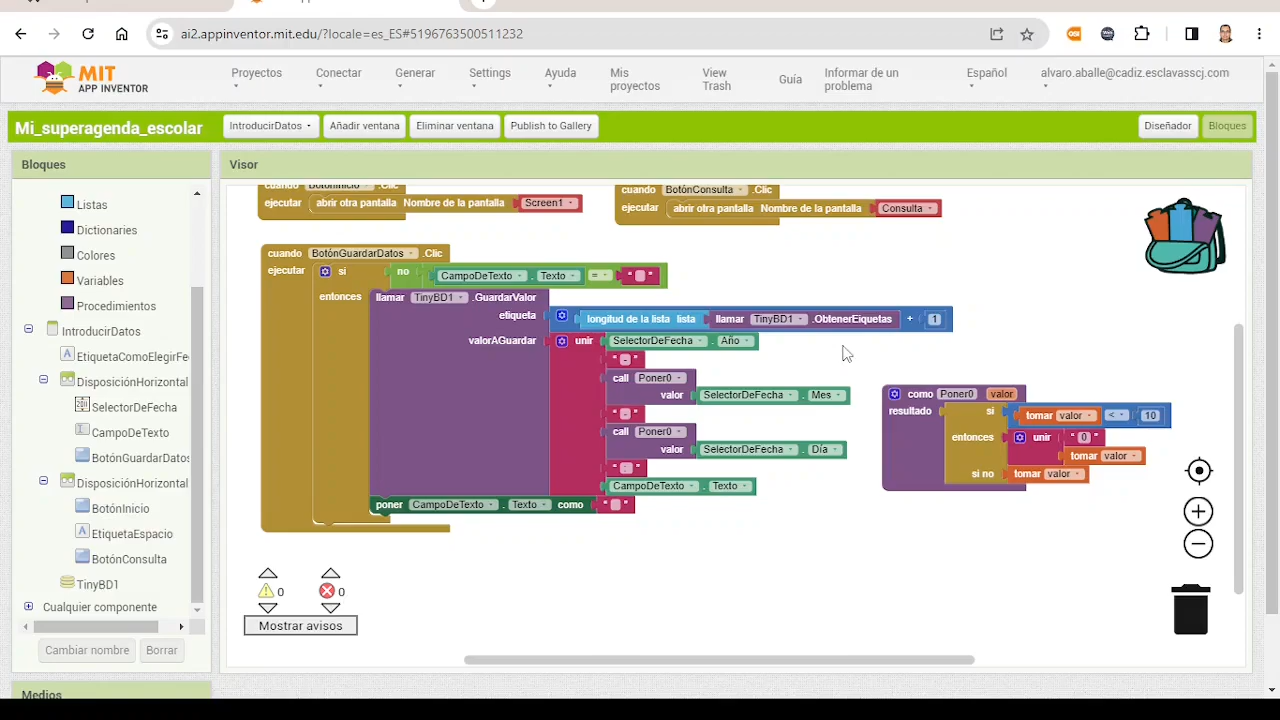 ai2.appinventor.mit.edu/?locale=es_ES#5196763500511232
MIT
APP INVENTOR
Proyectos
Conectar
Generar
Settings
Ayuda
Mis
proyectos
View
Trash
Guía
Informar de un
problema
Español
alvaro.aballe@cadiz.esclavasscj.com
Mi_superagenda_escolar
IntroducirDatos
Añadir ventana
Eliminar ventana
Publish to Gallery
Diseñador
Bloques
Bloques
Visor
Listas
Dictionaries
Colores
Variables
Procedimientos
IntroducirDatos
EtiquetaComoElegirFe
DisposiciónHorizontal
SelectorDeFecha
CampoDeTexto
BotónGuardarDatos
DisposiciónHorizontal
BotónInicio
EtiquetaEspacio
BotónConsulta
TinyBD1
Cualquier componente
Cambiar nombre
Borrar
Medios
cuando BotónInicio .Clic
ejecutar abrir otra pantalla Nombre de la pantalla Screen1
cuando BotónConsulta .Clic
ejecutar abrir otra pantalla Nombre de la pantalla Consulta
cuando BotónGuardarDatos .Clic
ejecutar si no CampoDeTexto . Texto = " "
entonces llamar TinyBD1 .GuardarValor
etiqueta longitud de la lista lista llamar TinyBD1 .ObtenerEiquetas + 1
valorAGuardar unir SelectorDeFecha . Año
" - "
call Poner0
valor SelectorDeFecha . Mes
" - "
call Poner0
valor SelectorDeFecha . Día
" : "
CampoDeTexto . Texto
poner CampoDeTexto . Texto como " "
como Poner0 valor
resultado si tomar valor < 10
entonces unir " 0 "
tomar valor
si no tomar valor
0
0
Mostrar avisos